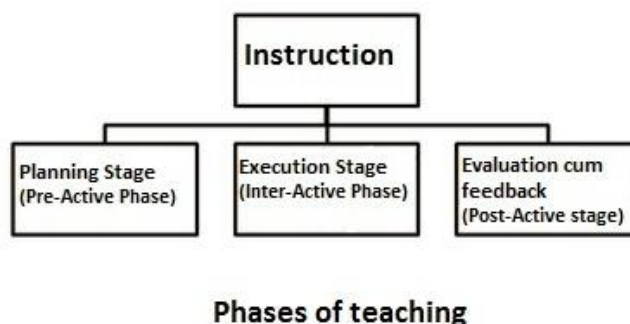 Instruction
Planning Stage
(Pre-Active Phase)
Execution Stage
(Inter-Active Phase)
Evaluation cum
feedback
(Post-Active stage)
Phases of teaching